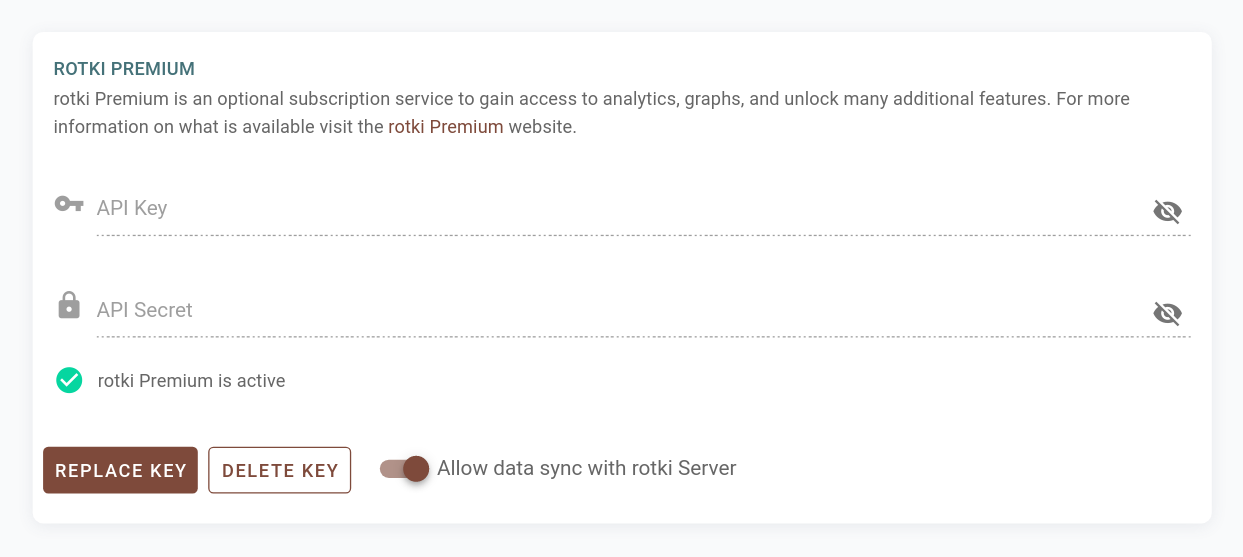 ROTKI PREMIUM
rotki Premium is an optional subscription service to gain access to analytics, graphs, and unlock many additional features. For more
information on what is available visit the rotki Premium website.
API Key
API Secret
rotki Premium is active
REPLACE KEY
DELETE KEY
Allow data sync with rotki Server